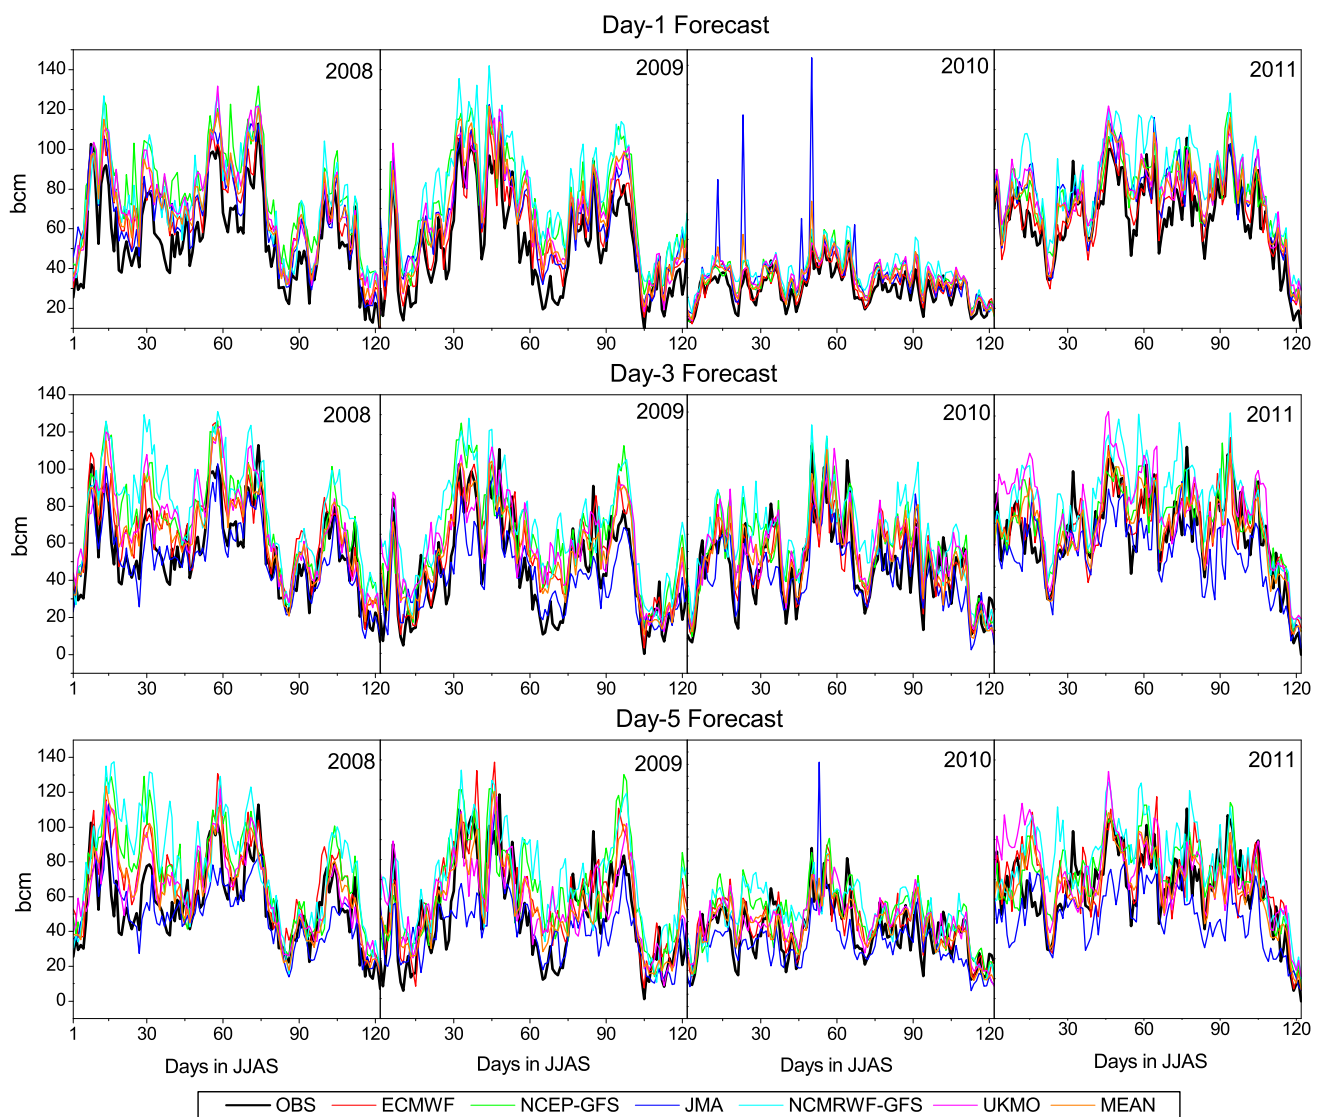 Day-1 Forecast
2008 2009 2010 2011
140
120
100
80
60
40
20
bcm
1 30 60 90 120 30 60 90 120 30 60 90 120 30 60 90 120
Day-3 Forecast
2008 2009 2010 2011
140
120
100
80
60
40
20
0
bcm
1 30 60 90 120 30 60 90 120 30 60 90 120 30 60 90 120
Day-5 Forecast
2008 2009 2010 2011
140
120
100
80
60
40
20
0
bcm
1 30 60 90 120 30 60 90 120 30 60 90 120 30 60 90 120
Days in JJAS Days in JJAS Days in JJAS Days in JJAS
OBS ECMWF NCEP-GFS JMA NCMRWF-GFS UKMO MEAN